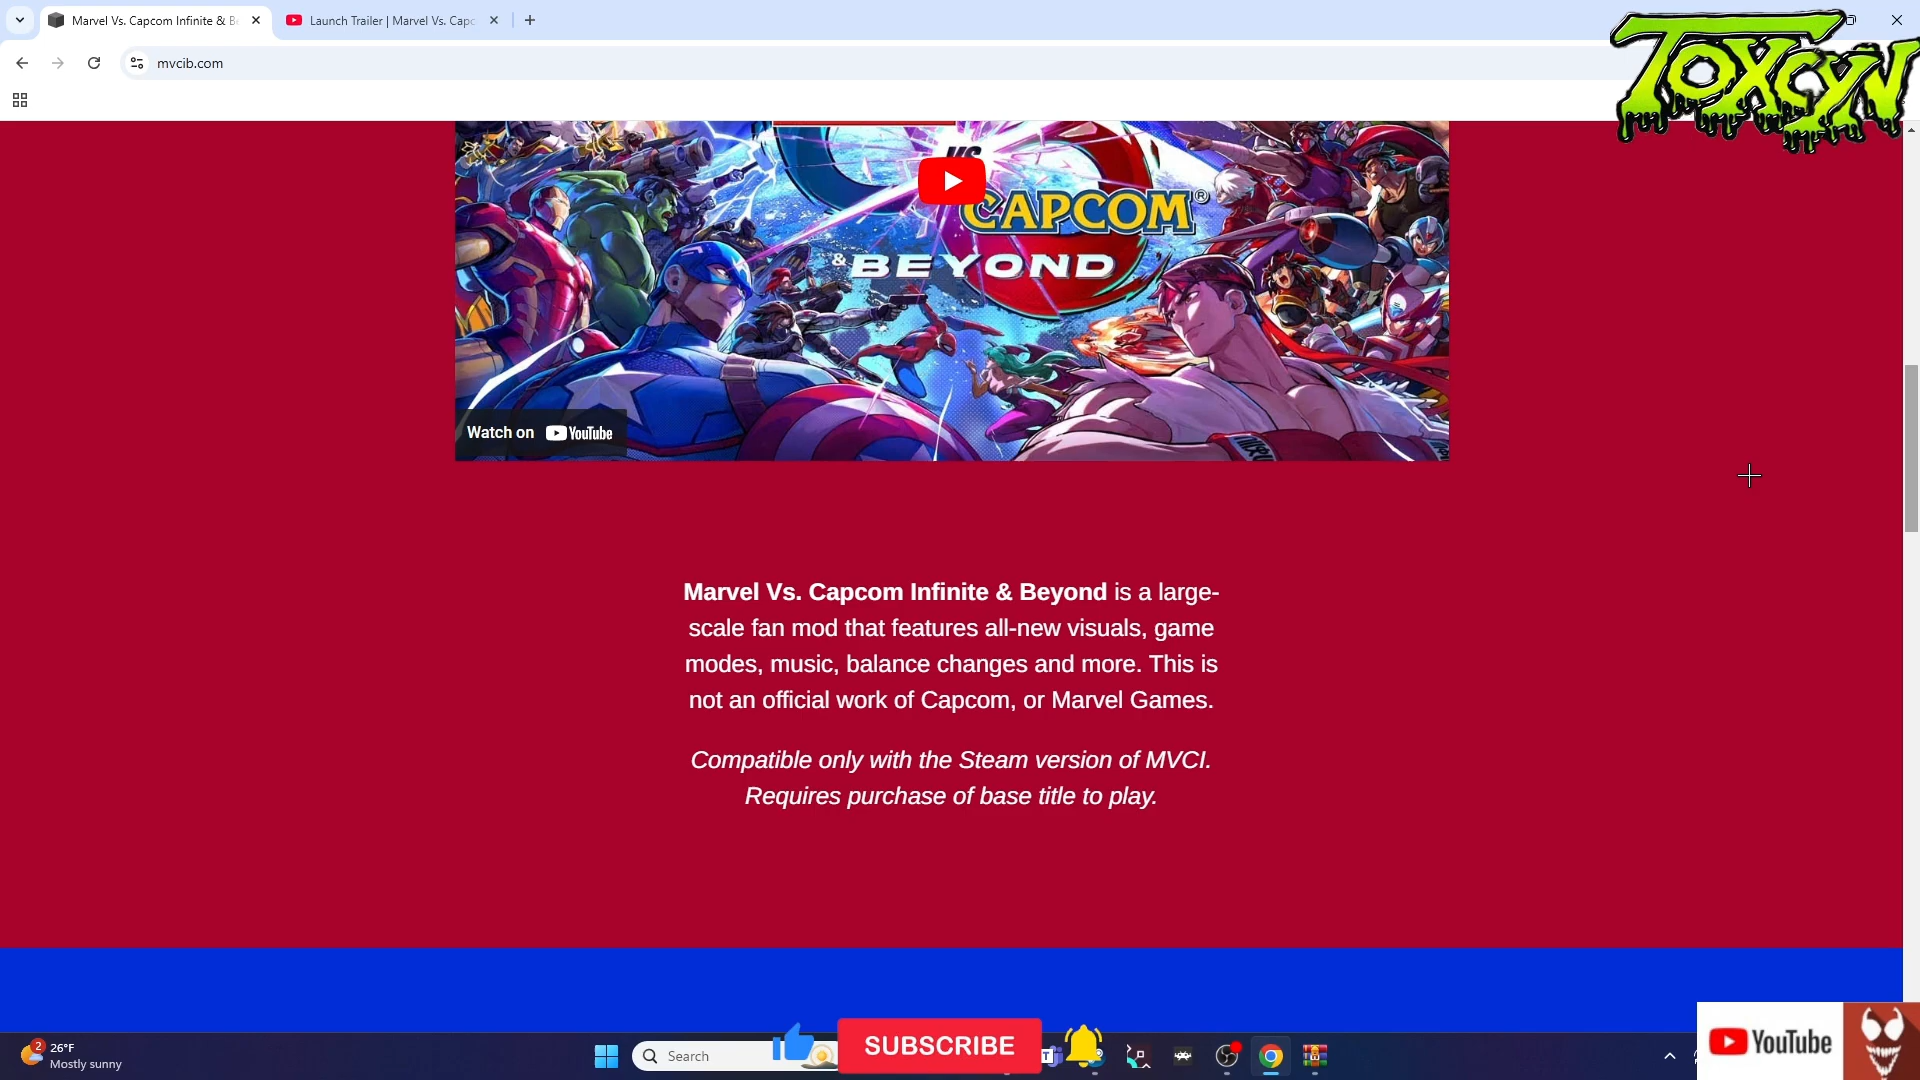 Marvel Vs. Capcom Infinite & Be
Launch Trailer | Marvel Vs. Capc
mvcib.com
TOXCYN
VS
CAPCOM®
& BEYOND
Watch on YouTube
Marvel Vs. Capcom Infinite & Beyond is a large-
scale fan mod that features all-new visuals, game
modes, music, balance changes and more. This is
not an official work of Capcom, or Marvel Games.
Compatible only with the Steam version of MVCI.
Requires purchase of base title to play.
2
26°F
Mostly sunny
Search
SUBSCRIBE
T
YouTube